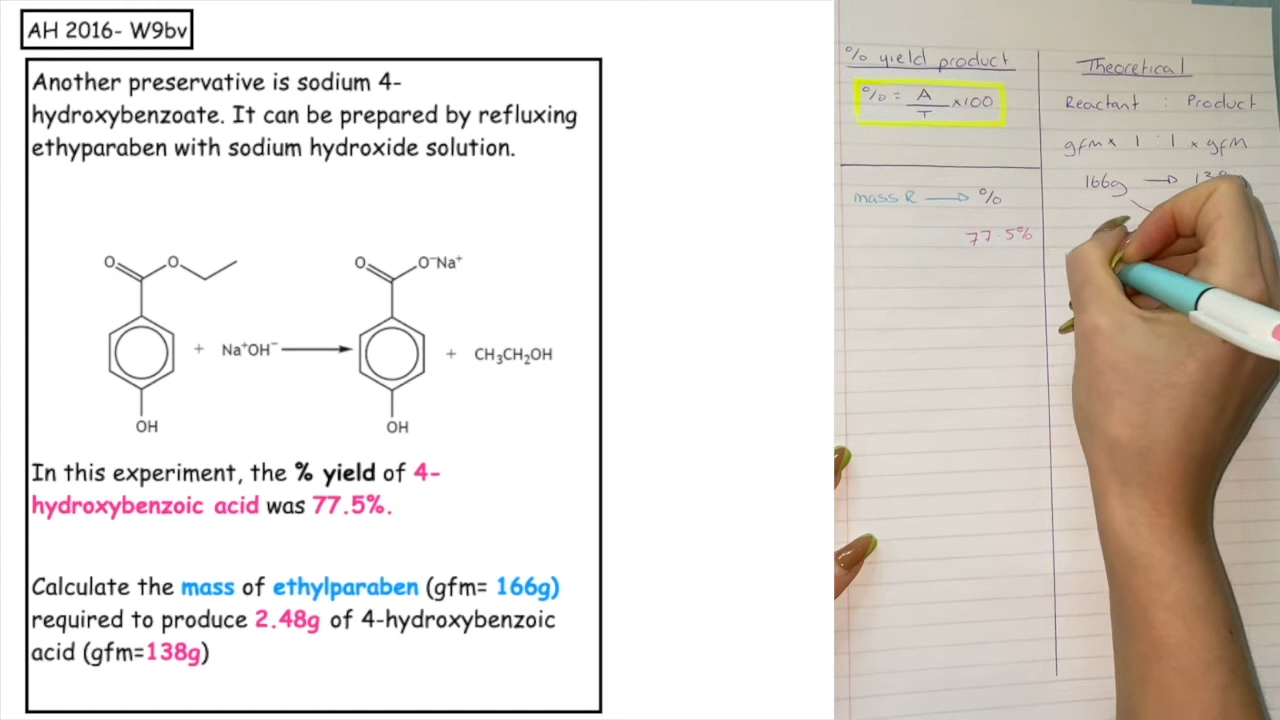 AH 2016- W9bv
Another preservative is sodium 4-
hydroxybenzoate. It can be prepared by refluxing
ethyparaben with sodium hydroxide solution.
O O O O⁻Na⁺
+ Na⁺OH⁻ + CH₃CH₂OH
OH OH
In this experiment, the % yield of 4-
hydroxybenzoic acid was 77.5%.
Calculate the mass of ethylparaben (gfm= 166g)
required to produce 2.48g of 4-hydroxybenzoic
acid (gfm=138g)
% yield product
% = A/T ×100
mass R → %
77.5%
Theoretical
Reactant : Product
gfm × 1 : 1 × gfm
166g →